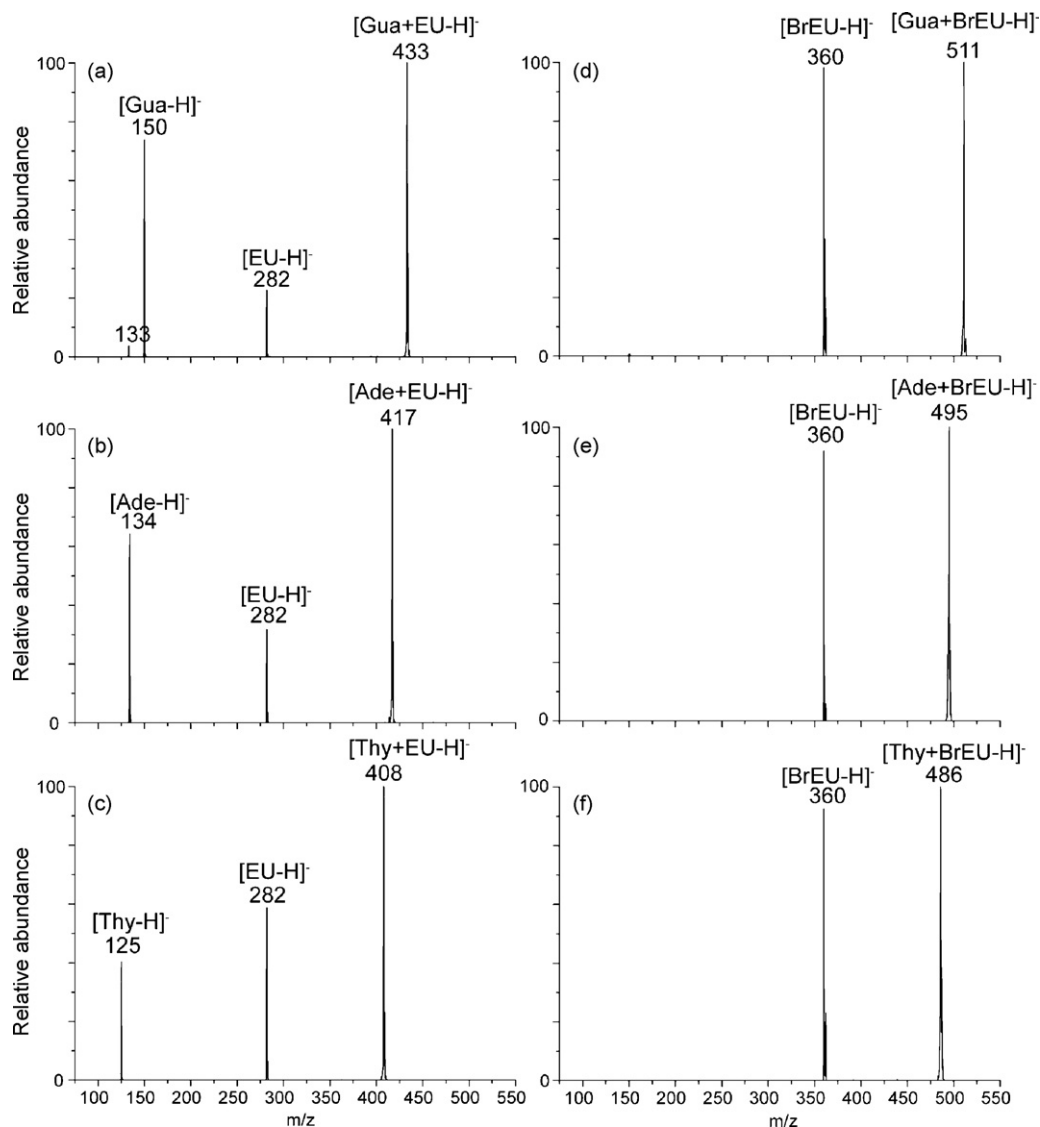 [Gua+EU-H]⁻
433
100
(a)
[Gua-H]⁻
150
[EU-H]⁻
282
133
0
Relative abundance
[BrEU-H]⁻
360
[Gua+BrEU-H]⁻
511
100
(d)
0
[Ade+EU-H]⁻
417
100
(b)
[Ade-H]⁻
134
[EU-H]⁻
282
0
Relative abundance
[BrEU-H]⁻
360
[Ade+BrEU-H]⁻
495
100
(e)
0
[Thy+EU-H]⁻
408
100
(c)
[EU-H]⁻
282
[Thy-H]⁻
125
0
Relative abundance
100 150 200 250 300 350 400 450 500 550
m/z
[BrEU-H]⁻
360
[Thy+BrEU-H]⁻
486
100
(f)
0
100 150 200 250 300 350 400 450 500 550
m/z